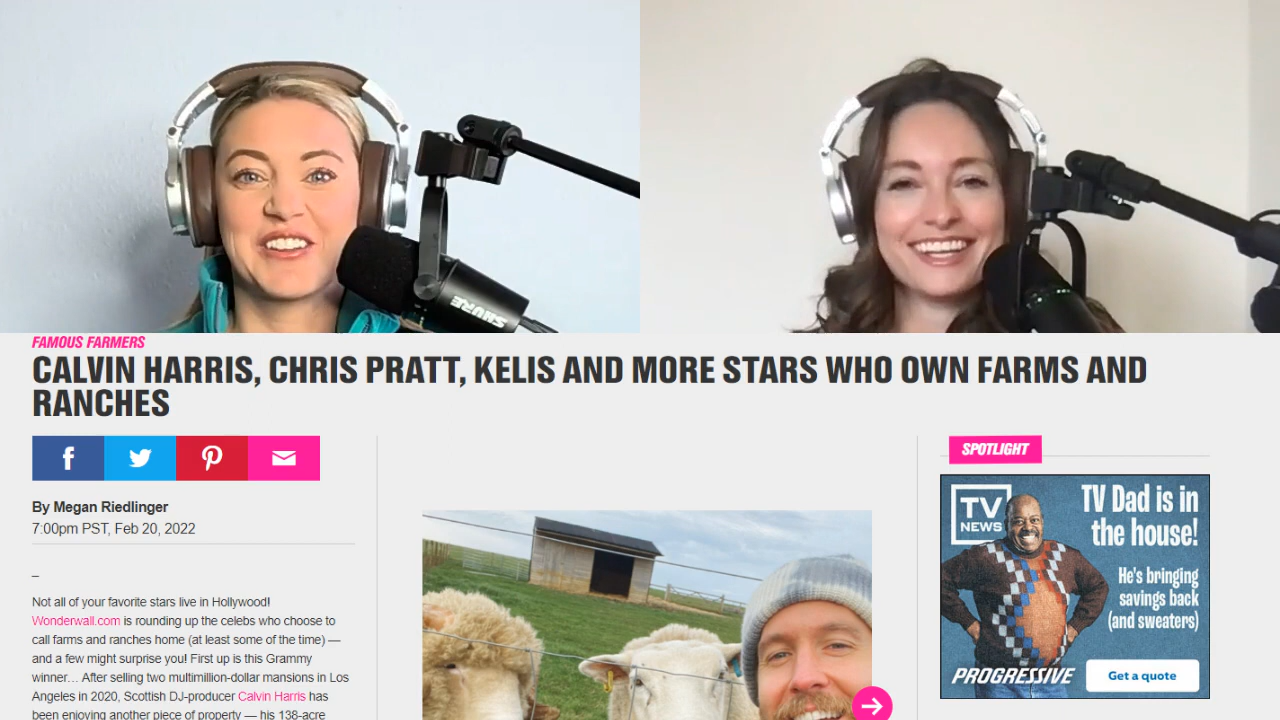 SHURE
FAMOUS FARMERS
CALVIN HARRIS, CHRIS PRATT, KELIS AND MORE STARS WHO OWN FARMS AND
RANCHES
f
By Megan Riedlinger
7:00pm PST, Feb 20, 2022
–
Not all of your favorite stars live in Hollywood!
Wonderwall.com is rounding up the celebs who choose to
call farms and ranches home (at least some of the time) —
and a few might surprise you! First up is this Grammy
winner... After selling two multimillion-dollar mansions in Los
Angeles in 2020, Scottish DJ-producer Calvin Harris has
been enjoying another piece of property — his 138-acre
SPOTLIGHT
TV
NEWS
TV Dad is in
the house!
He's bringing
savings back
(and sweaters)
PROGRESSIVE
Get a quote